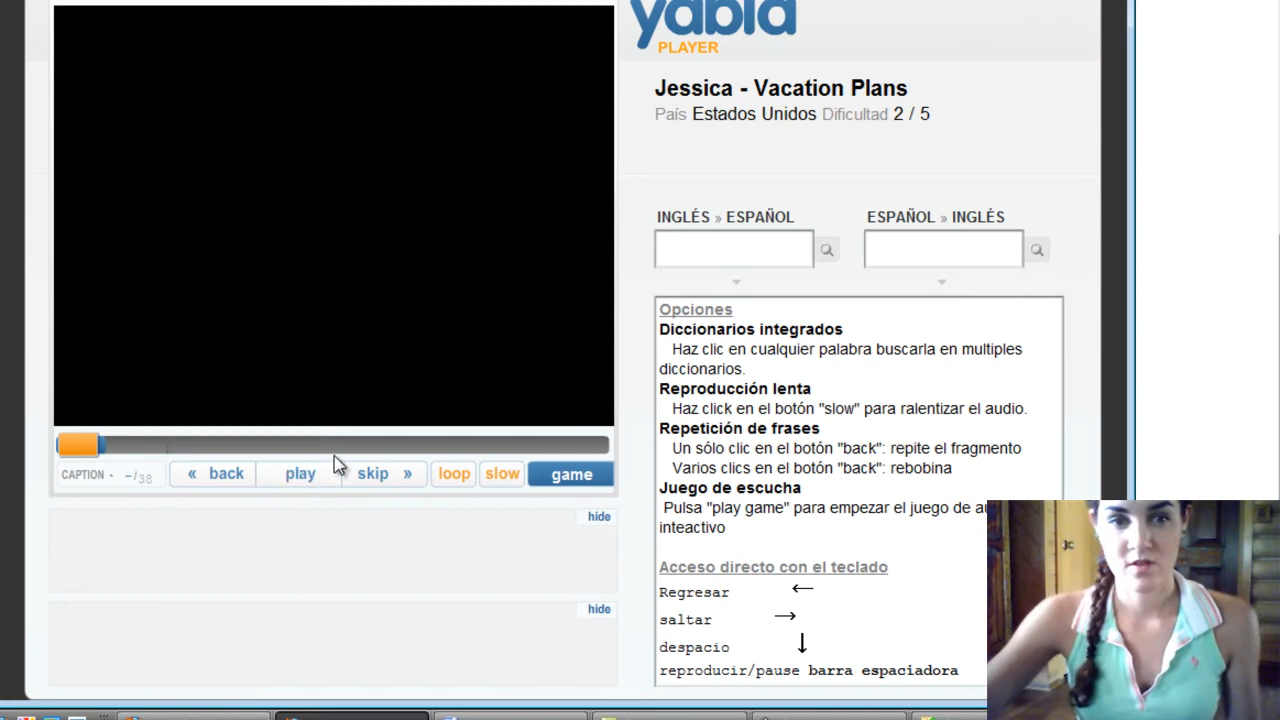 yabla
PLAYER
Jessica - Vacation Plans
País Estados Unidos Dificultad 2 / 5
INGLÉS » ESPAÑOL
ESPAÑOL » INGLÉS
Opciones
Diccionarios integrados
Haz clic en cualquier palabra buscarla en multiples
diccionarios.
Reproducción lenta
Haz click en el botón "slow" para ralentizar el audio.
Repetición de frases
Un sólo clic en el botón "back": repite el fragmento
Varios clics en el botón "back": rebobina
Juego de escucha
Pulsa "play game" para empezar el juego de
inteactivo
Acceso directo con el teclado
Regresar ←
saltar →
despacio ↓
reproducir/pause barra espaciadora
CAPTION - –/38
« back
play
skip »
loop
slow
game
hide
hide